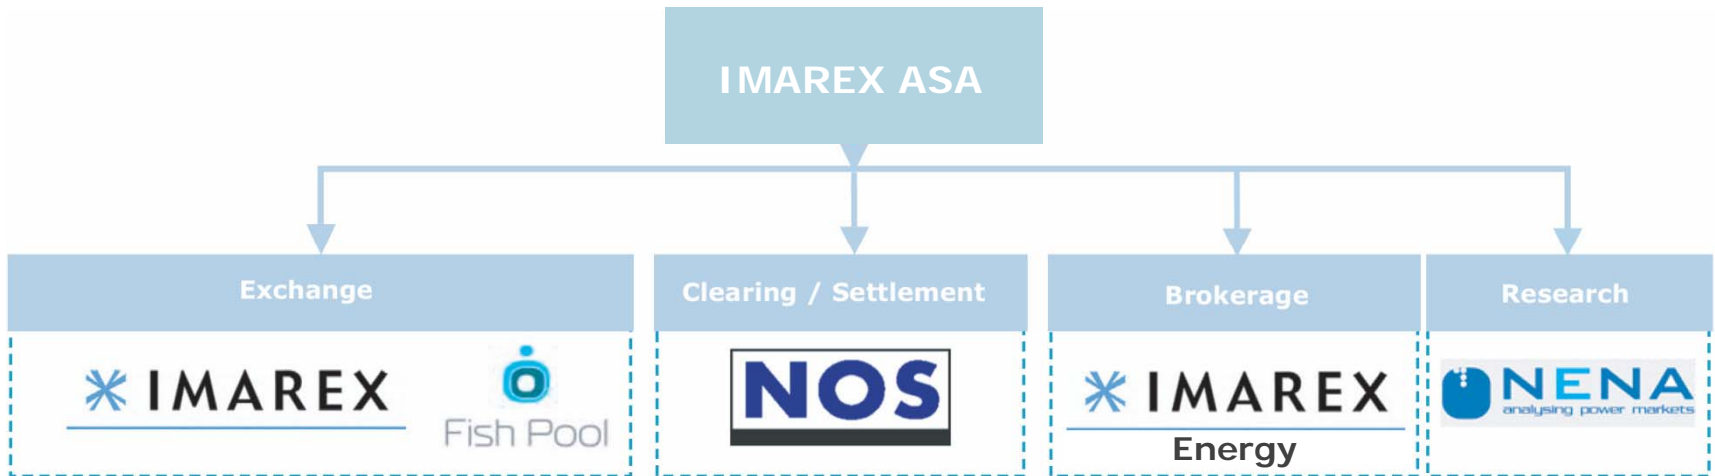 IMAREX ASA
Exchange
Clearing / Settlement
Brokerage
Research
IMAREX
Fish Pool
NOS
IMAREX
Energy
NENA
analysing power markets